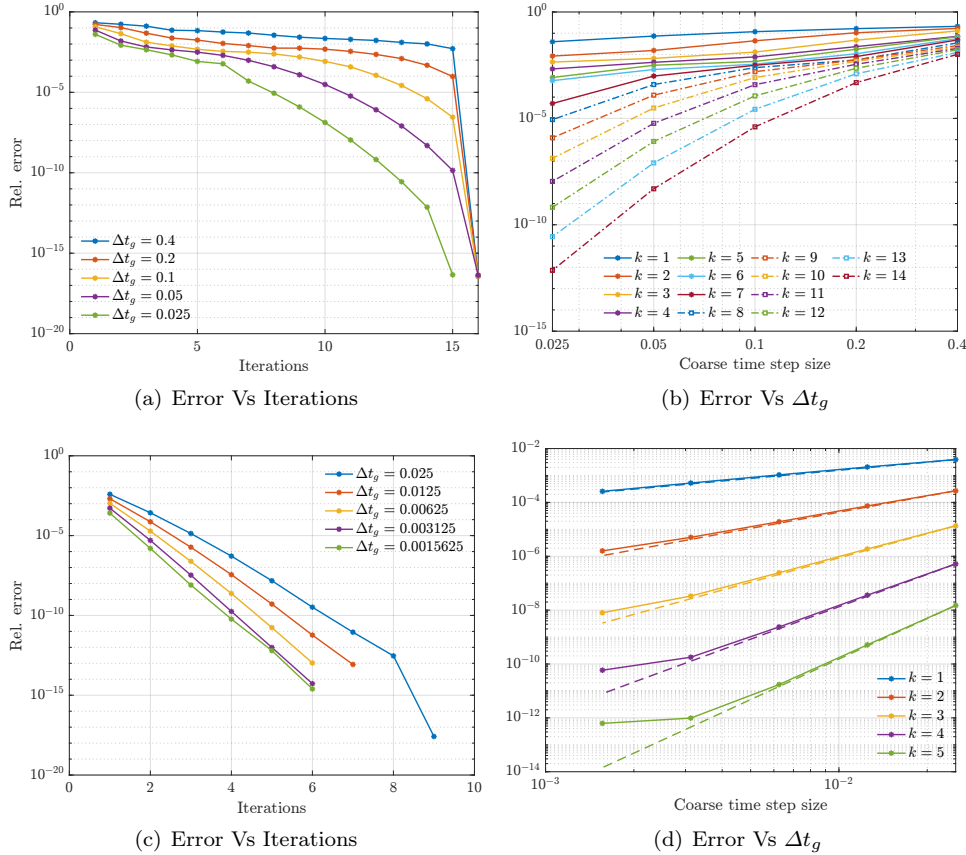 10^0
10^-5
10^-10
10^-15
10^-20
Rel. error
Δt_g = 0.4
Δt_g = 0.2
Δt_g = 0.1
Δt_g = 0.05
Δt_g = 0.025
0 5 10 15
Iterations
(a) Error Vs Iterations
10^0
10^-5
10^-10
10^-15
k = 1 k = 5 k = 9 k = 13
k = 2 k = 6 k = 10 k = 14
k = 3 k = 7 k = 11
k = 4 k = 8 k = 12
0.025 0.05 0.1 0.2 0.4
Coarse time step size
(b) Error Vs Δt_g
10^0
10^-5
10^-10
10^-15
10^-20
Rel. error
Δt_g = 0.025
Δt_g = 0.0125
Δt_g = 0.00625
Δt_g = 0.003125
Δt_g = 0.0015625
0 2 4 6 8 10
Iterations
(c) Error Vs Iterations
10^-2
10^-4
10^-6
10^-8
10^-10
10^-12
10^-14
k = 1
k = 2
k = 3
k = 4
k = 5
10^-3 10^-2
Coarse time step size
(d) Error Vs Δt_g